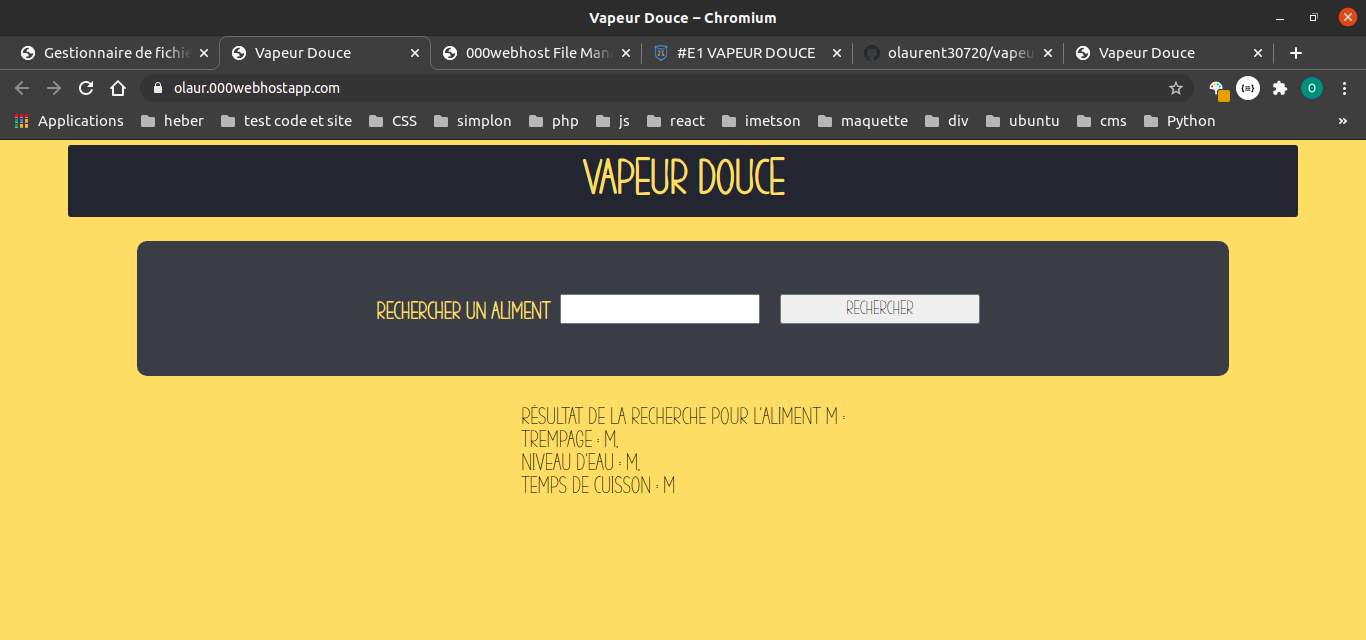 Vapeur Douce – Chromium
Gestionnaire de fichie
Vapeur Douce
000webhost File Man
#E1 VAPEUR DOUCE
olaurent30720/vapeu
Vapeur Douce
olaur.000webhostapp.com
O
Applications heber test code et site CSS simplon php js react imetson maquette div ubuntu cms Python »
VAPEUR DOUCE
RECHERCHER UN ALIMENT
RECHERCHER
RÉSULTAT DE LA RECHERCHE POUR L'ALIMENT M :
TREMPAGE : M,
NIVEAU D'EAU : M,
TEMPS DE CUISSON : M